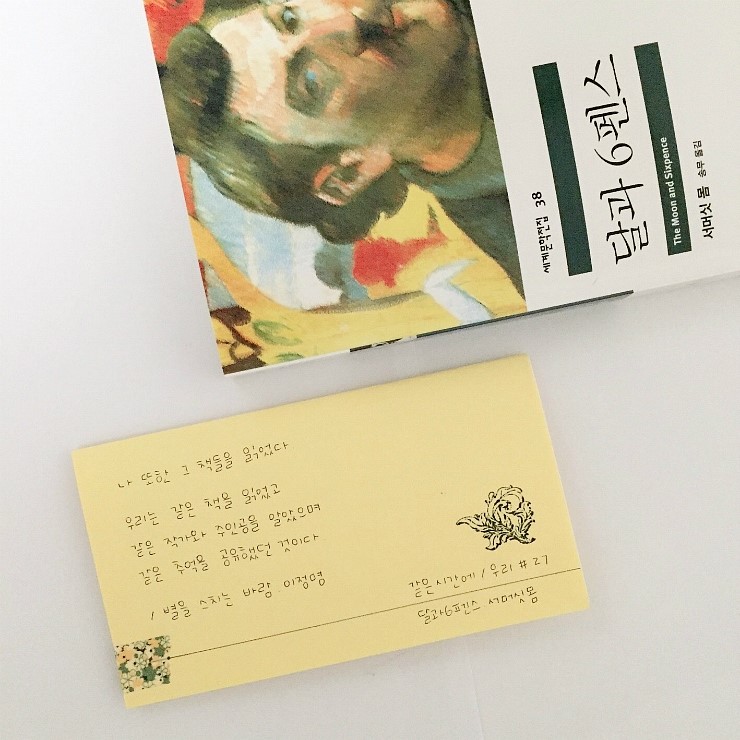 세계문학전집 38
달과 6펜스
The Moon and Sixpence
서머싯 몸 송무 옮김
나 또한 그 책들을 읽었다
우리는 같은 책을 읽었고
같은 작가와 주인공을 알았으며
같은 추억을 공유했던 것이다
/ 별을 스치는 바람. 이정명
같은시간에 / 우리 # 27
달과6펜스 서머싯몸